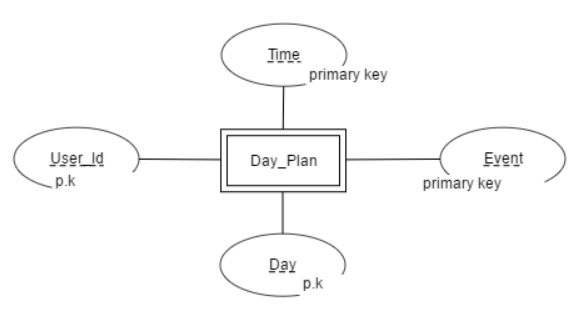 Time
primary key
User_Id
p.k
Day_Plan
Event
primary key
Day
p.k